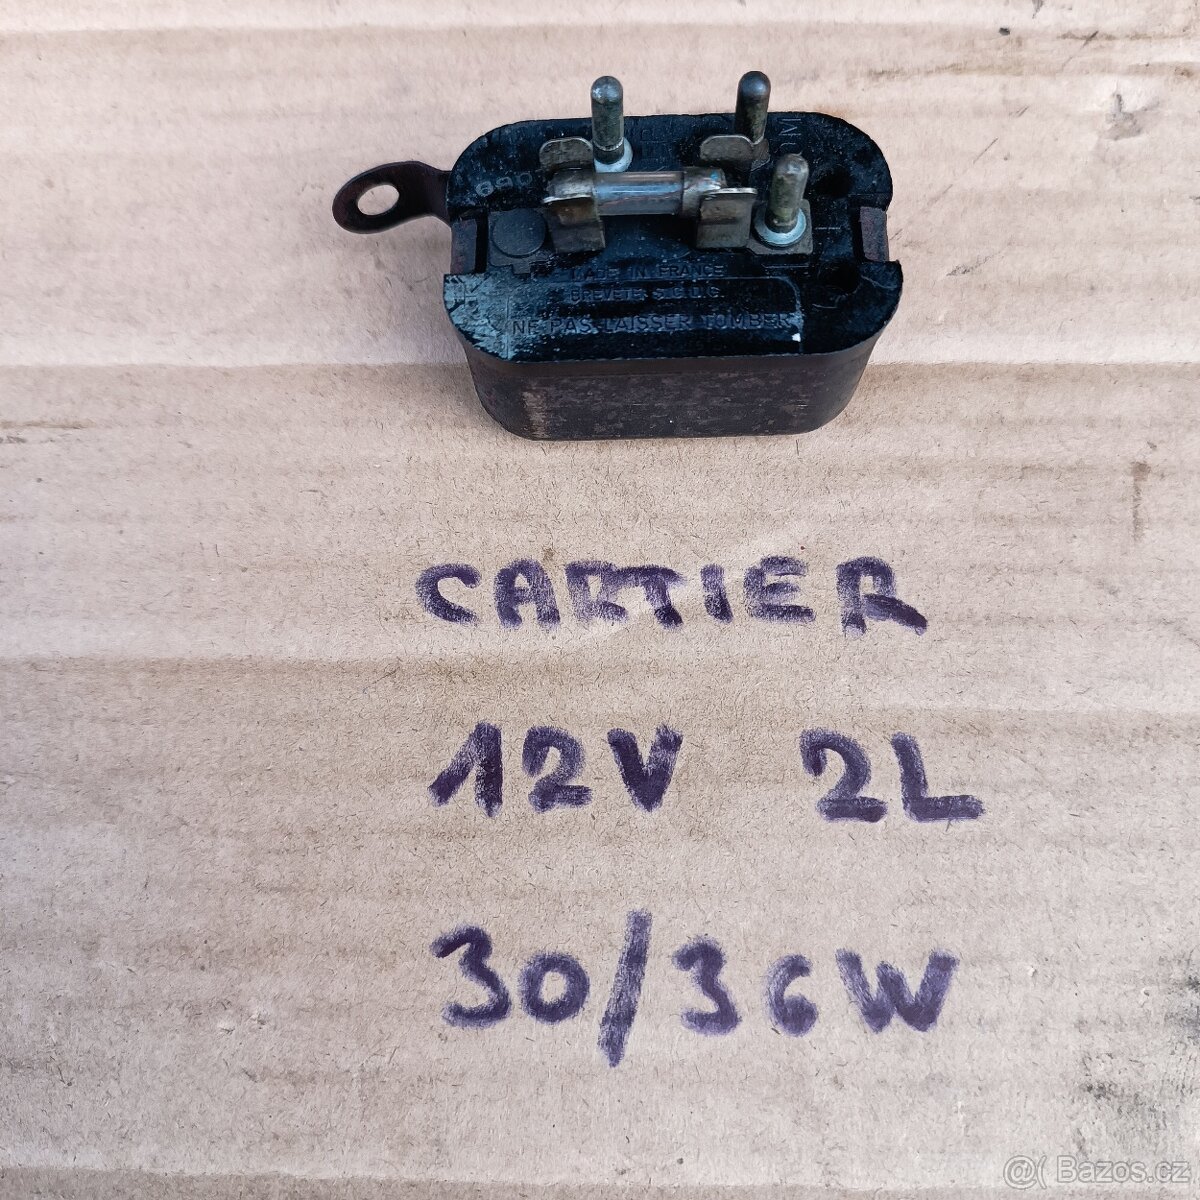 MADE IN FRANCE
BREVETE S.G.D.G.
NE PAS LAISSER TOMBER
CARTIER
12V 2L
30/36W
@( Bazos.cz